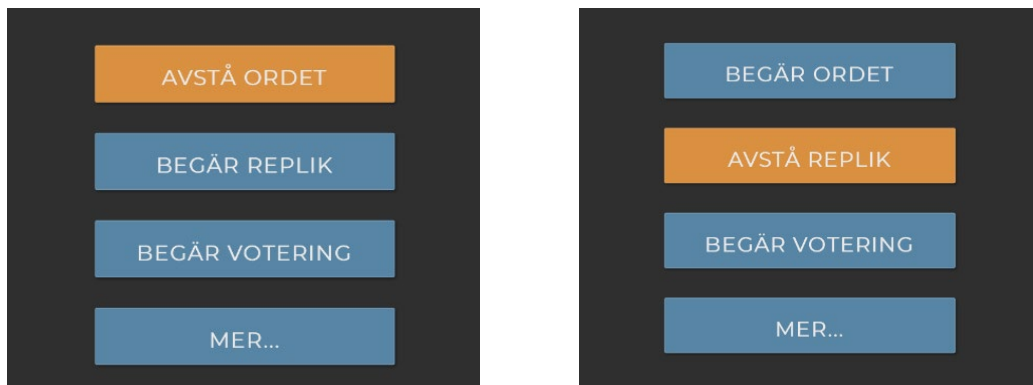 AVSTÅ ORDET
BEGÄR REPLIK
BEGÄR VOTERING
MER...
BEGÄR ORDET
AVSTÅ REPLIK
BEGÄR VOTERING
MER...